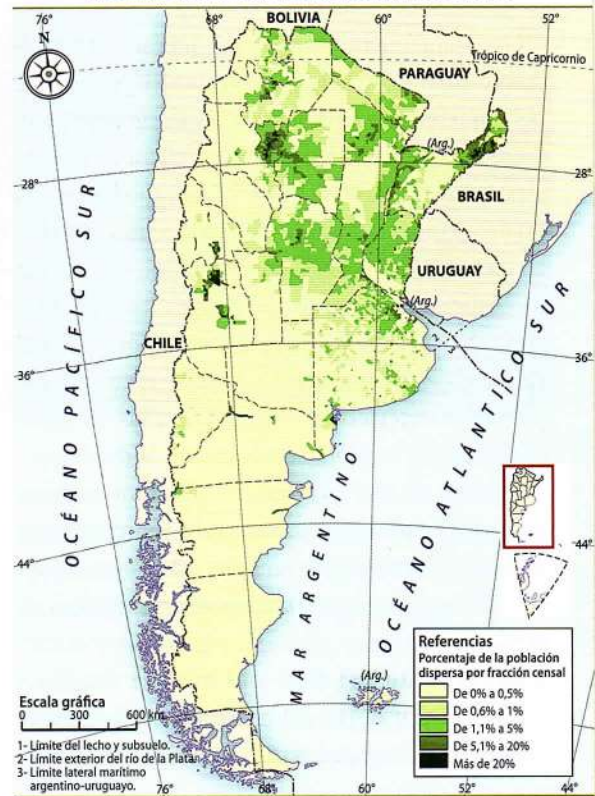 76° 68° 60° 52°
N
BOLIVIA
Trópico de Capricornio
PARAGUAY
(Arg.)
28° 28°
BRASIL
URUGUAY
(Arg.)
1 2 3
CHILE
36° 36°
OCÉANO PACÍFICO SUR
OCÉANO ATLÁNTICO SUR
MAR ARGENTINO
44° 44°
(Arg.)
Referencias
Porcentaje de la población
dispersa por fracción censal
De 0% a 0,5%
De 0,6% a 1%
De 1,1% a 5%
De 5,1% a 20%
Más de 20%
Escala gráfica
0 300 600 km
1- Límite del lecho y subsuelo.
2- Límite exterior del río de la Plata.
3- Límite lateral marítimo
argentino-uruguayo.
76° 68° 60° 52°